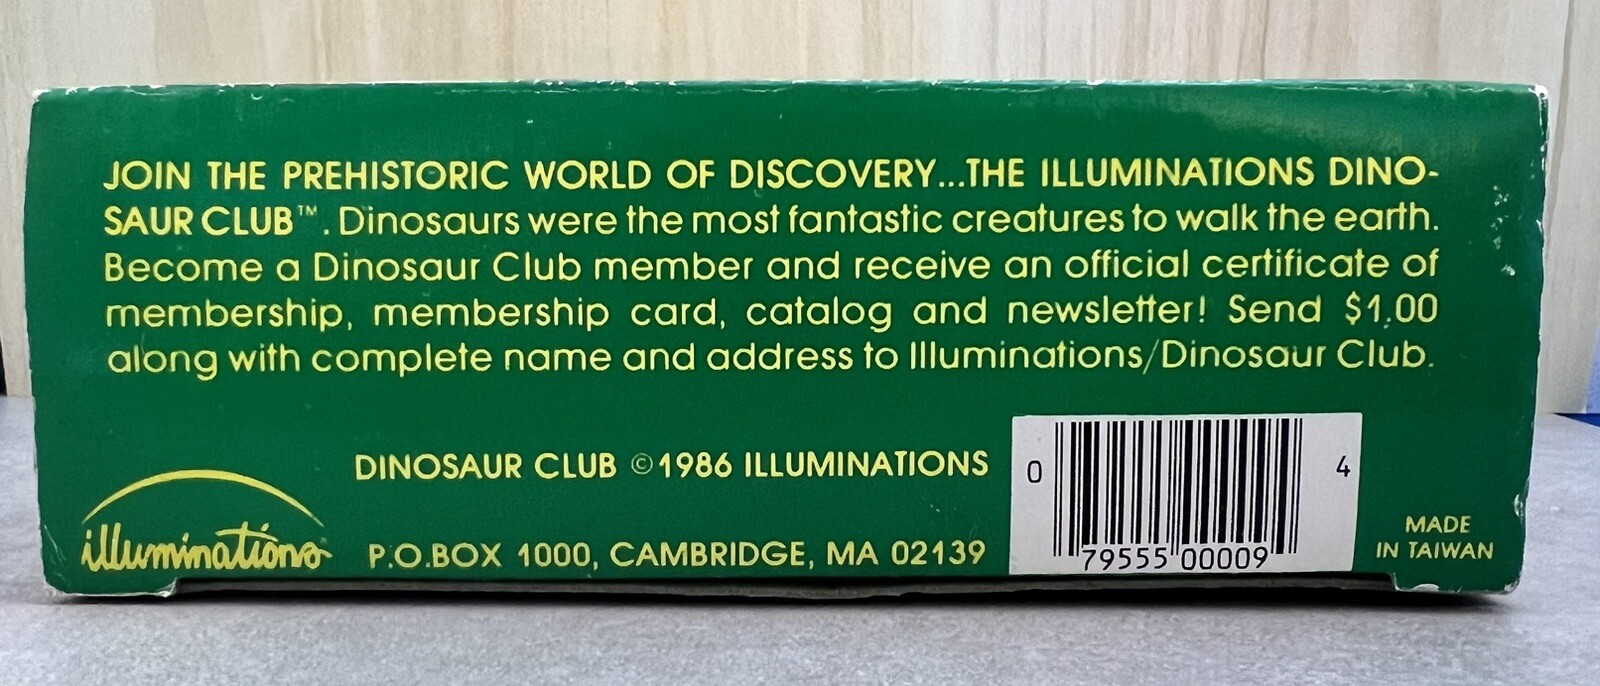 JOIN THE PREHISTORIC WORLD OF DISCOVERY...THE ILLUMINATIONS DINO-
SAUR CLUB™. Dinosaurs were the most fantastic creatures to walk the earth.
Become a Dinosaur Club member and receive an official certificate of
membership, membership card, catalog and newsletter! Send $1.00
along with complete name and address to Illuminations/Dinosaur Club.
DINOSAUR CLUB ©1986 ILLUMINATIONS
illuminations
P.O.BOX 1000, CAMBRIDGE, MA 02139
0 79555 00009 4
MADE
IN TAIWAN